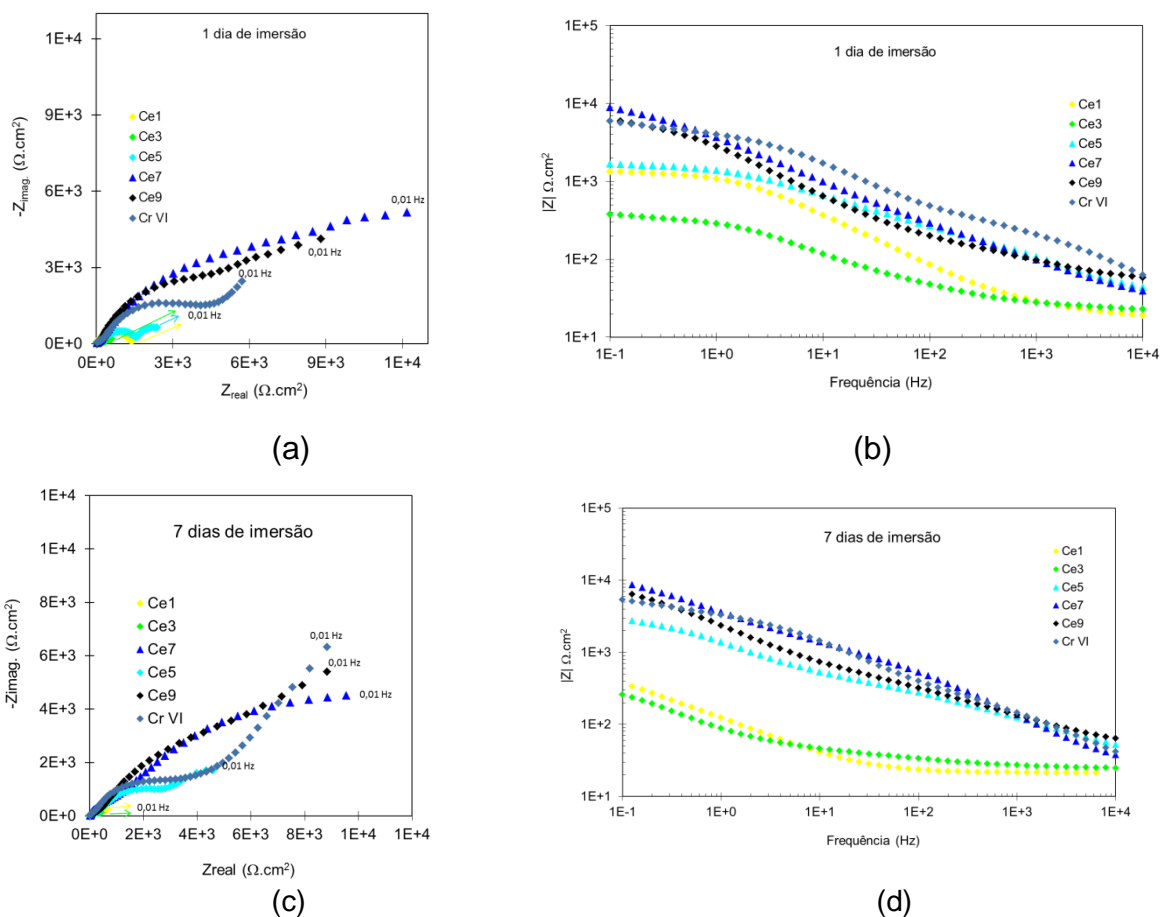 1 dia de imersão
-Z_imag. (Ω.cm²)
1E+4
9E+3
6E+3
3E+3
0E+0
Ce1
Ce3
Ce5
Ce7
Ce9
Cr VI
0,01 Hz
0,01 Hz
0,01 Hz
0,01 Hz
0E+0 3E+3 6E+3 9E+3 1E+4
Z_real (Ω.cm²)
(a)
1 dia de imersão
|Z| Ω.cm²
1E+5
1E+4
1E+3
1E+2
1E+1
Ce1
Ce3
Ce5
Ce7
Ce9
Cr VI
1E-1 1E+0 1E+1 1E+2 1E+3 1E+4
Frequência (Hz)
(b)
7 dias de imersão
-Zimag. (Ω.cm²)
1E+4
1E+4
8E+3
6E+3
4E+3
2E+3
0E+0
Ce1
Ce3
Ce7
Ce5
Ce9
Cr VI
0,01 Hz
0,01 Hz
0,01 Hz
0,01 Hz
0,01 Hz
0E+0 2E+3 4E+3 6E+3 8E+3 1E+4 1E+4
Zreal (Ω.cm²)
(c)
7 dias de imersão
|Z| Ω.cm²
1E+5
1E+4
1E+3
1E+2
1E+1
Ce1
Ce3
Ce5
Ce7
Ce9
Cr VI
1E-1 1E+0 1E+1 1E+2 1E+3 1E+4
Frequência (Hz)
(d)